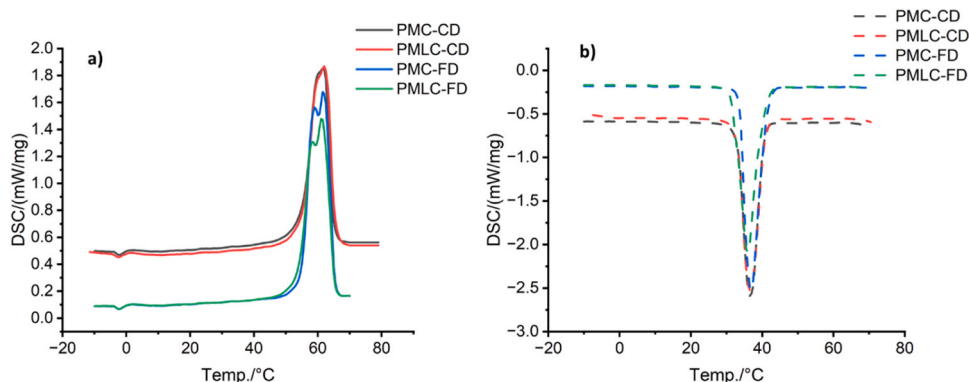 a)
PMC-CD
PMLC-CD
PMC-FD
PMLC-FD
2.0
1.8
1.6
1.4
1.2
1.0
0.8
0.6
0.4
0.2
0.0
DSC/(mW/mg)
−20 0 20 40 60 80
Temp./°C
b)
PMC-CD
PMLC-CD
PMC-FD
PMLC-FD
0.0
−0.5
−1.0
−1.5
−2.0
−2.5
−3.0
DSC/(mW/mg)
−20 0 20 40 60 80
Temp./°C